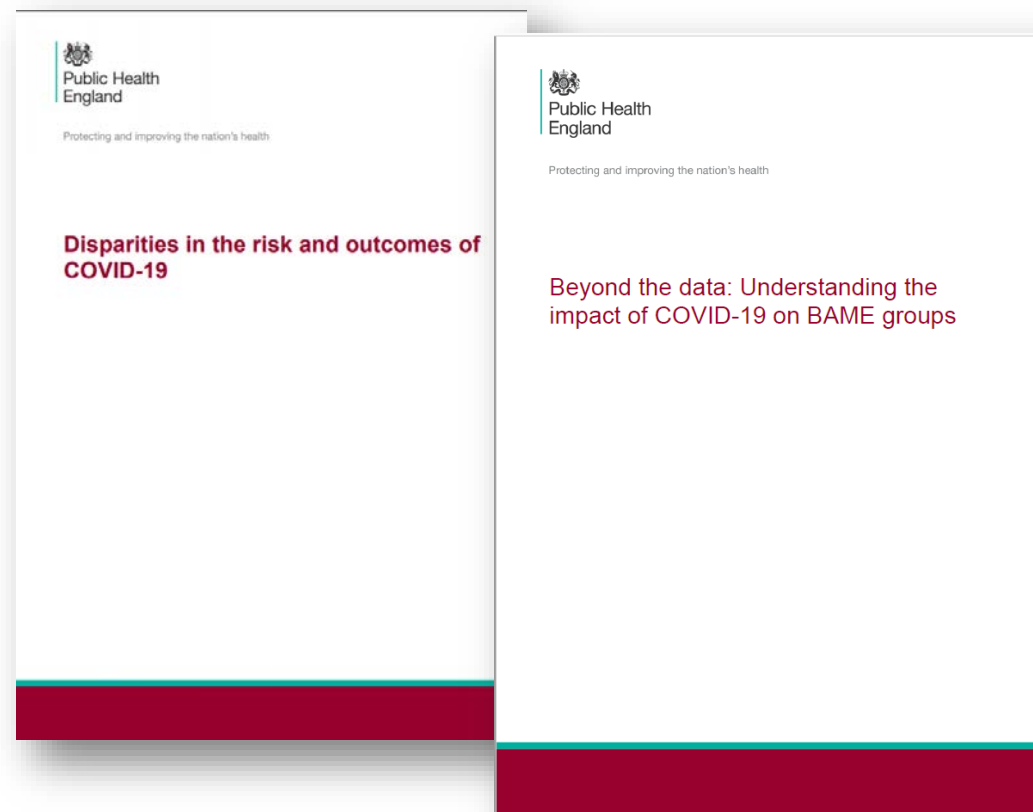 Public Health
England
Protecting and improving the nation's health
Disparities in the risk and outcomes of
COVID-19
Public Health
England
Protecting and improving the nation's health
Beyond the data: Understanding the
impact of COVID-19 on BAME groups